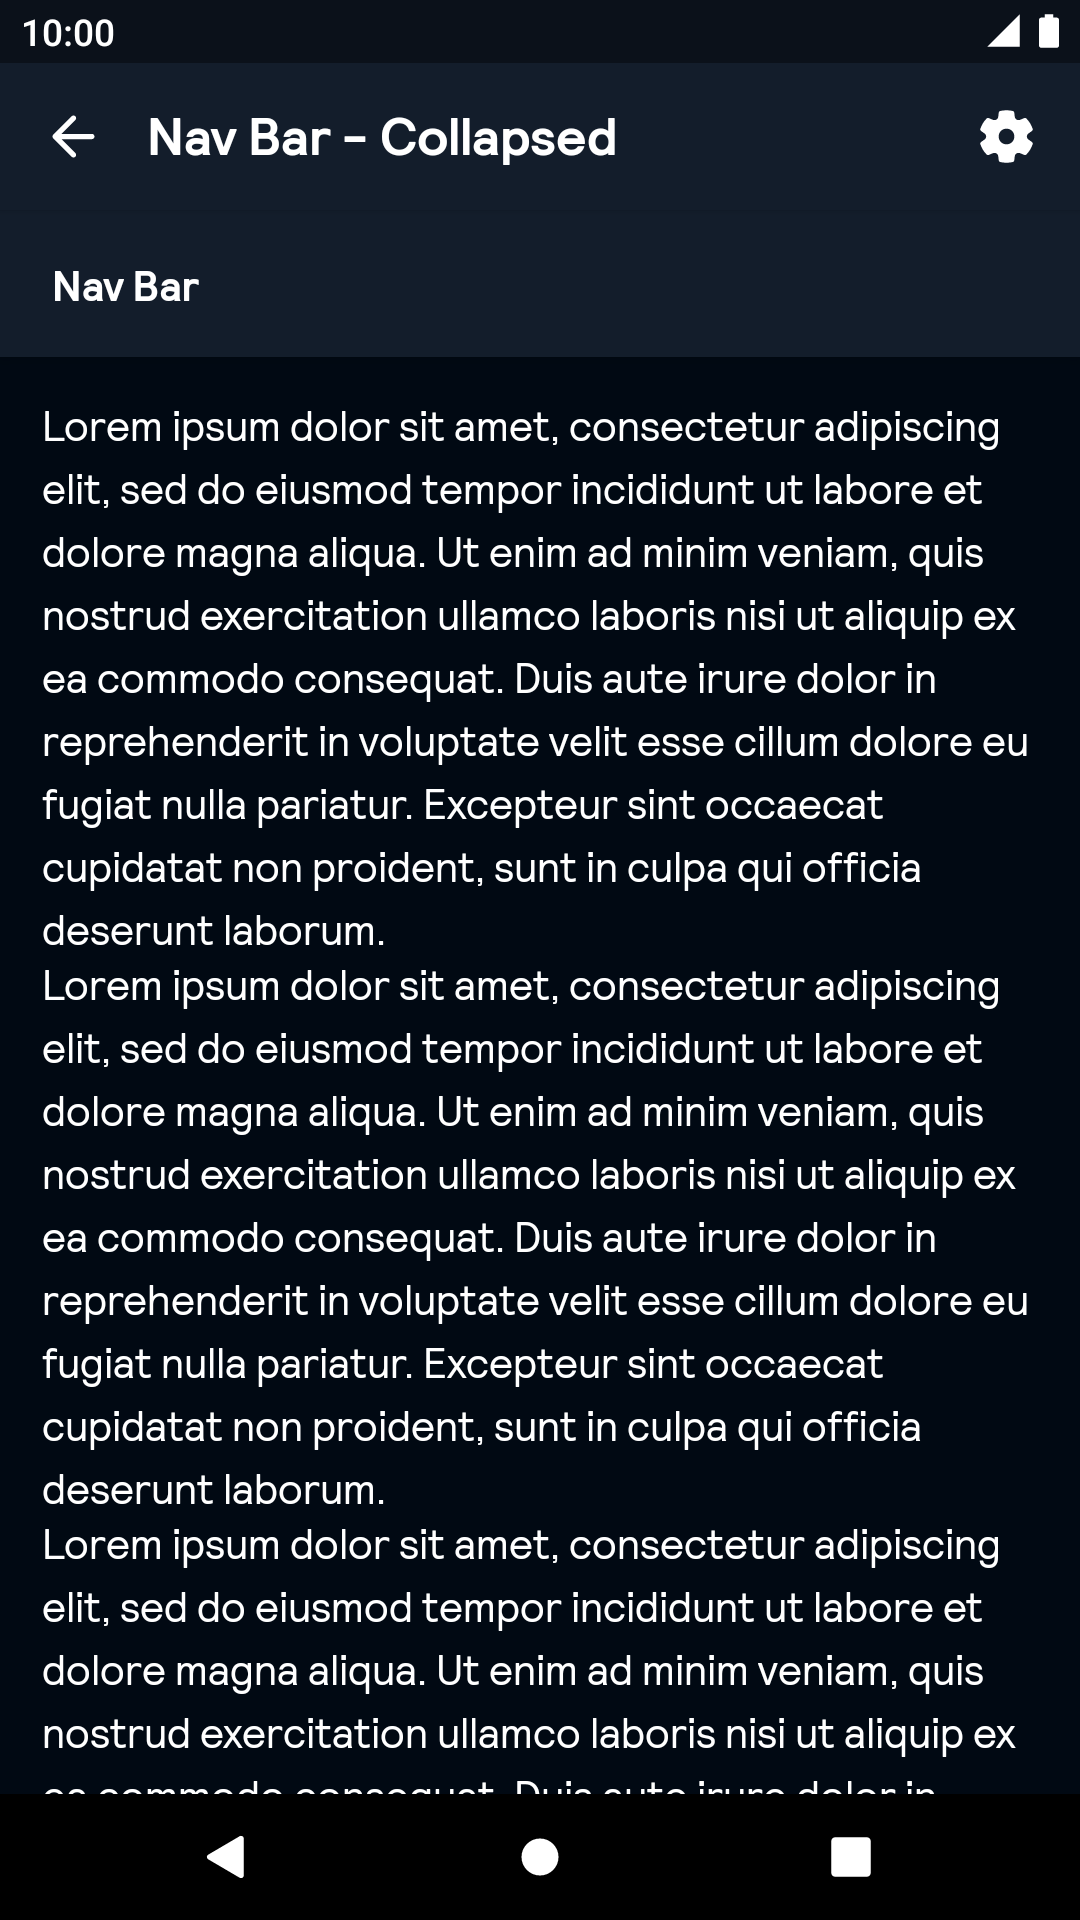 10:00
Nav Bar - Collapsed
Nav Bar
Lorem ipsum dolor sit amet, consectetur adipiscing
elit, sed do eiusmod tempor incididunt ut labore et
dolore magna aliqua. Ut enim ad minim veniam, quis
nostrud exercitation ullamco laboris nisi ut aliquip ex
ea commodo consequat. Duis aute irure dolor in
reprehenderit in voluptate velit esse cillum dolore eu
fugiat nulla pariatur. Excepteur sint occaecat
cupidatat non proident, sunt in culpa qui officia
deserunt laborum.
Lorem ipsum dolor sit amet, consectetur adipiscing
elit, sed do eiusmod tempor incididunt ut labore et
dolore magna aliqua. Ut enim ad minim veniam, quis
nostrud exercitation ullamco laboris nisi ut aliquip ex
ea commodo consequat. Duis aute irure dolor in
reprehenderit in voluptate velit esse cillum dolore eu
fugiat nulla pariatur. Excepteur sint occaecat
cupidatat non proident, sunt in culpa qui officia
deserunt laborum.
Lorem ipsum dolor sit amet, consectetur adipiscing
elit, sed do eiusmod tempor incididunt ut labore et
dolore magna aliqua. Ut enim ad minim veniam, quis
nostrud exercitation ullamco laboris nisi ut aliquip ex
ea commodo consequat. Duis aute irure dolor in